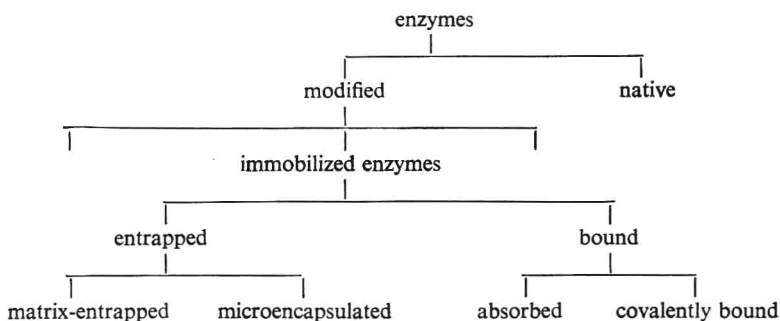 enzymes
modified native
immobilized enzymes
entrapped bound
matrix-entrapped microencapsulated absorbed covalently bound